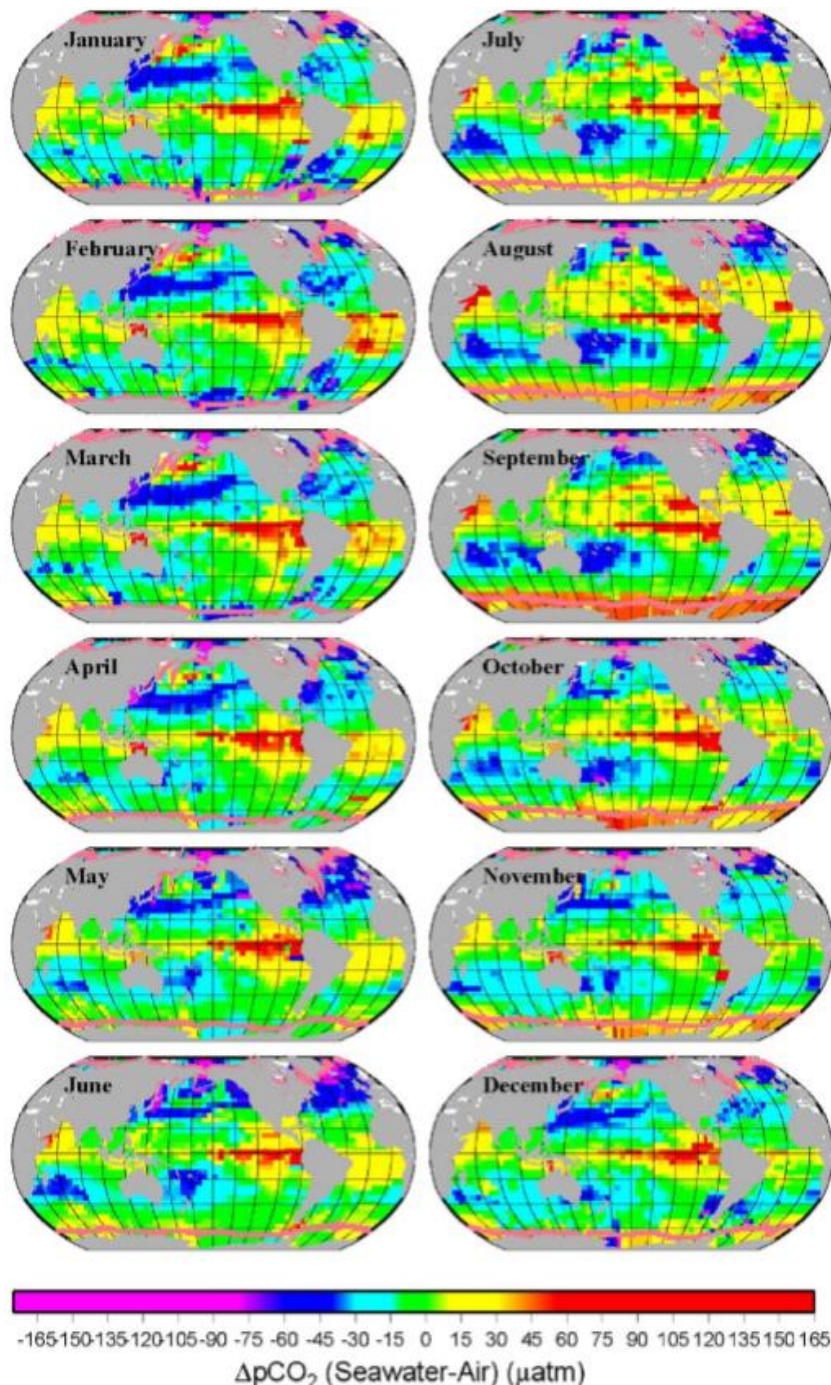 January
July
February
August
March
September
April
October
May
November
June
December
-165-150-135-120-105-90 -75 -60 -45 -30 -15 0 15 30 45 60 75 90 105 120 135 150 165
ΔpCO₂ (Seawater-Air) (μatm)